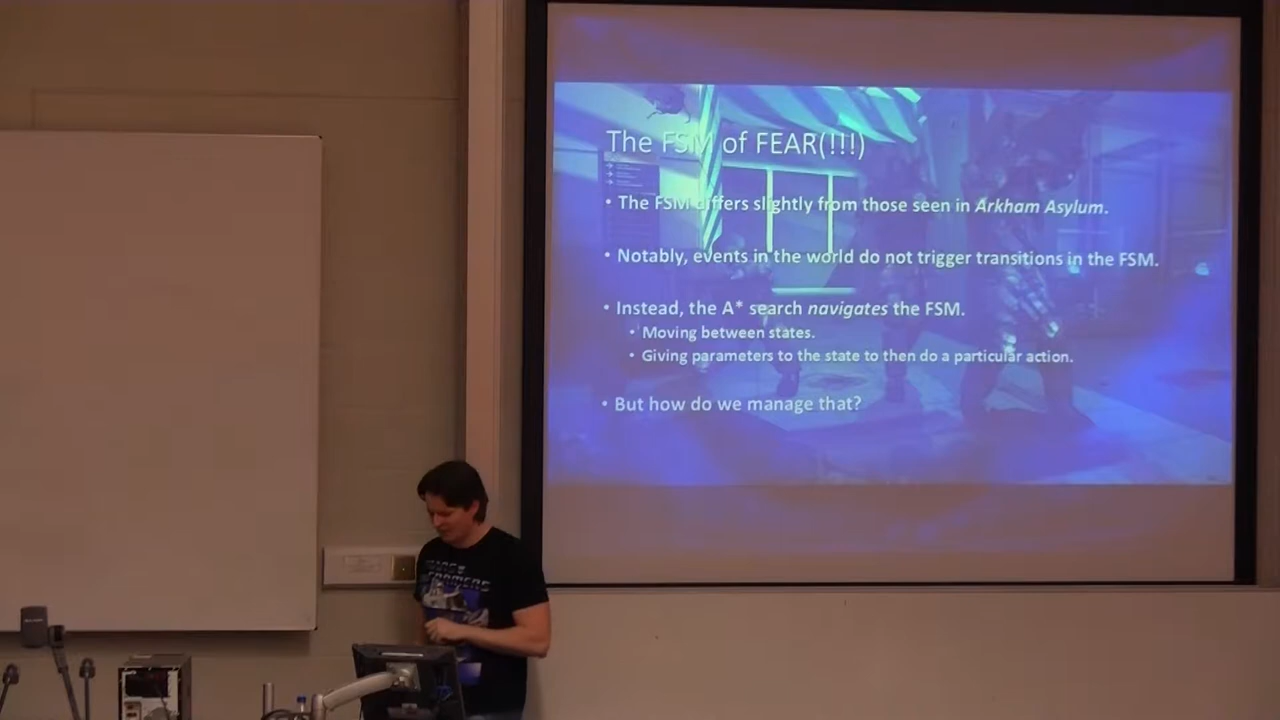 The FSM of FEAR(!!!)
• The FSM differs slightly from those seen in Arkham Asylum.
• Notably, events in the world do not trigger transitions in the FSM.
• Instead, the A* search navigates the FSM.
• Moving between states.
• Giving parameters to the state to then do a particular action.
• But how do we manage that?